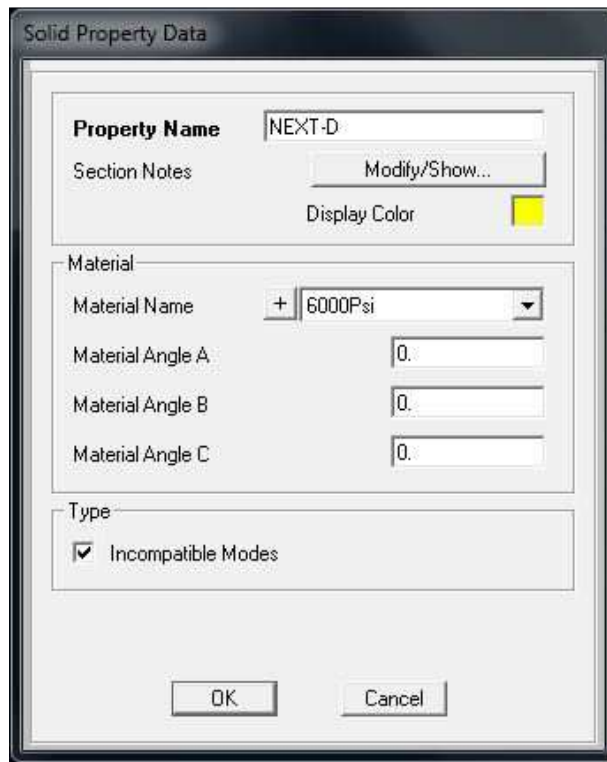 Solid Property Data
Property Name NEXT-D
Section Notes Modify/Show...
Display Color
Material
Material Name + 6000Psi
Material Angle A 0.
Material Angle B 0.
Material Angle C 0.
Type
Incompatible Modes
OK Cancel